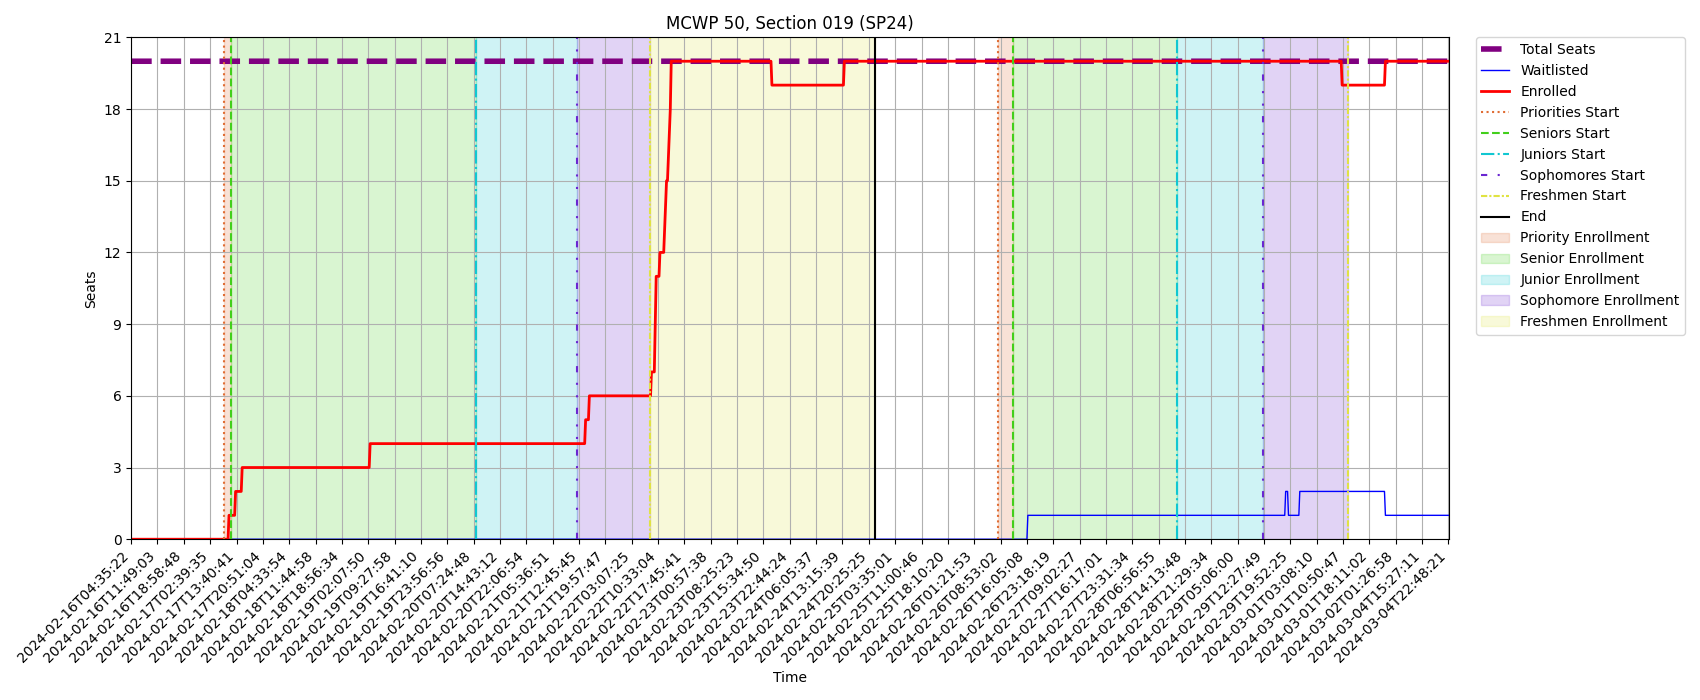 MCWP 50, Section 019 (SP24)
Seats
21
18
15
12
9
6
3
0
2024-02-16T04:35:22
2024-02-16T11:49:03
2024-02-16T18:58:48
2024-02-17T02:39:35
2024-02-17T13:40:41
2024-02-17T20:51:04
2024-02-18T04:33:54
2024-02-18T11:44:58
2024-02-18T18:56:34
2024-02-19T02:07:50
2024-02-19T09:27:58
2024-02-19T16:41:10
2024-02-19T23:56:56
2024-02-20T07:24:48
2024-02-20T14:43:12
2024-02-20T22:06:54
2024-02-21T05:36:51
2024-02-21T12:45:45
2024-02-21T19:57:47
2024-02-22T03:07:25
2024-02-22T10:33:04
2024-02-22T17:45:41
2024-02-23T00:57:38
2024-02-23T08:25:23
2024-02-23T15:34:50
2024-02-23T22:44:24
2024-02-24T06:05:37
2024-02-24T13:15:39
2024-02-24T20:25:25
2024-02-25T03:35:01
2024-02-25T11:00:46
2024-02-25T18:10:20
2024-02-26T01:21:53
2024-02-26T08:53:02
2024-02-26T16:05:08
2024-02-26T23:18:19
2024-02-27T09:02:27
2024-02-27T16:17:01
2024-02-27T23:31:34
2024-02-28T06:56:55
2024-02-28T14:13:48
2024-02-28T21:29:34
2024-02-29T05:06:00
2024-02-29T12:27:49
2024-02-29T19:52:25
2024-03-01T03:08:10
2024-03-01T10:50:47
2024-03-01T18:11:02
2024-03-02T01:26:58
2024-03-04T15:27:11
2024-03-04T22:48:21
Time
Total Seats
Waitlisted
Enrolled
Priorities Start
Seniors Start
Juniors Start
Sophomores Start
Freshmen Start
End
Priority Enrollment
Senior Enrollment
Junior Enrollment
Sophomore Enrollment
Freshmen Enrollment